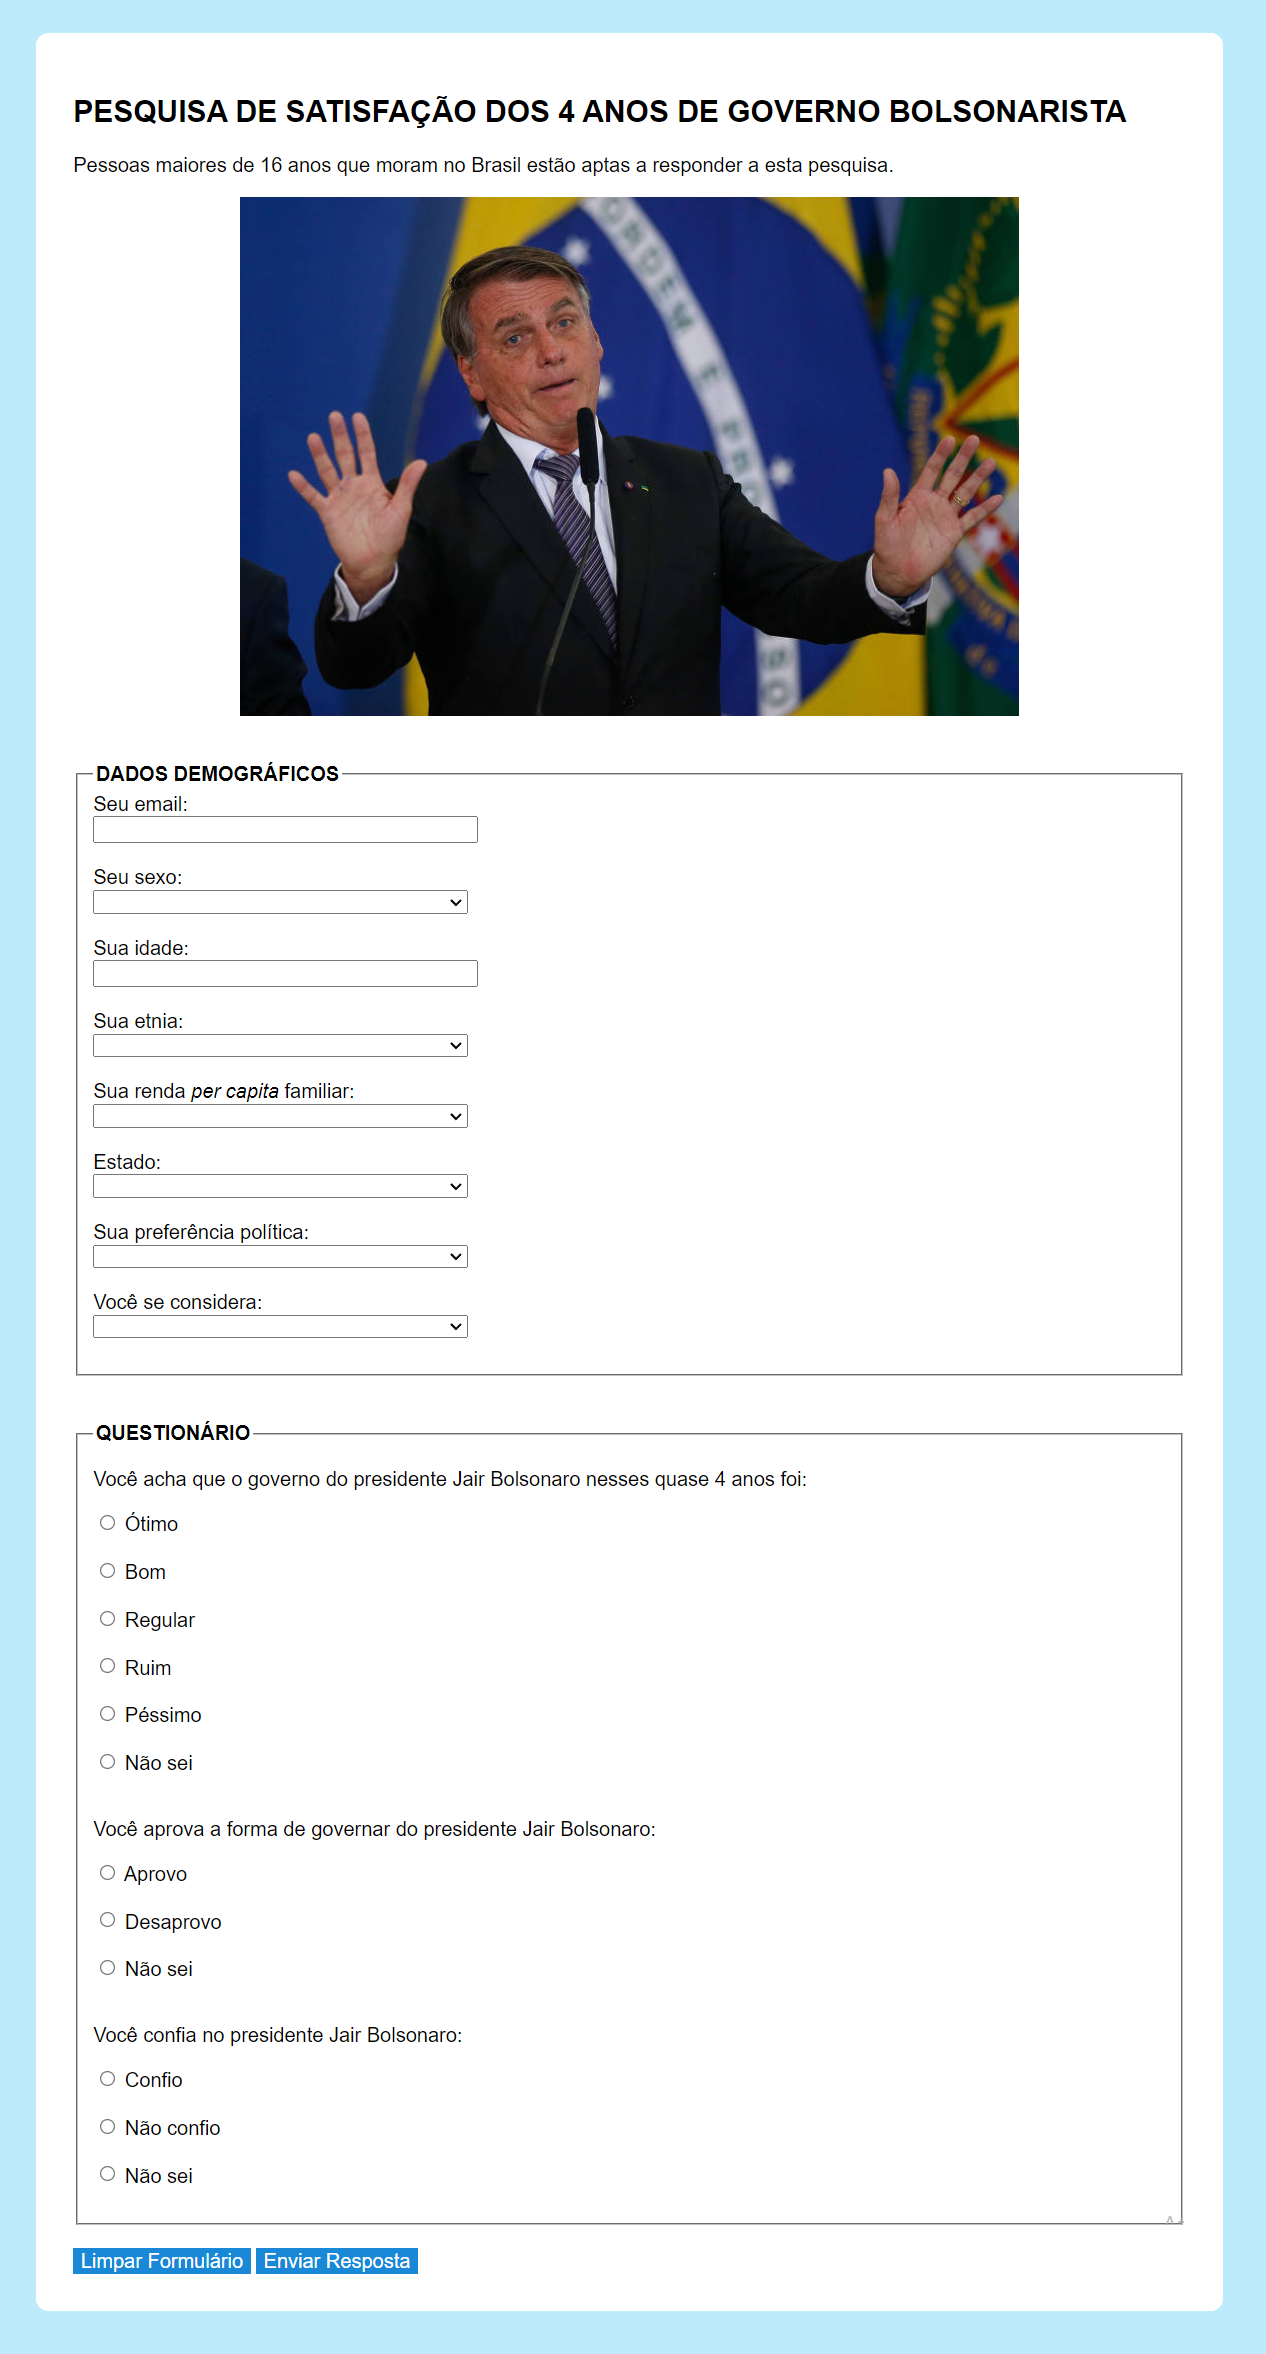 PESQUISA DE SATISFAÇÃO DOS 4 ANOS DE GOVERNO BOLSONARISTA
Pessoas maiores de 16 anos que moram no Brasil estão aptas a responder a esta pesquisa.
ORDEM E PRO
SO
DADOS DEMOGRÁFICOS
Seu email:
Seu sexo:
Sua idade:
Sua etnia:
Sua renda per capita familiar:
Estado:
Sua preferência política:
Você se considera:
QUESTIONÁRIO
Você acha que o governo do presidente Jair Bolsonaro nesses quase 4 anos foi:
Ótimo
Bom
Regular
Ruim
Péssimo
Não sei
Você aprova a forma de governar do presidente Jair Bolsonaro:
Aprovo
Desaprovo
Não sei
Você confia no presidente Jair Bolsonaro:
Confio
Não confio
Não sei
Limpar Formulário Enviar Resposta